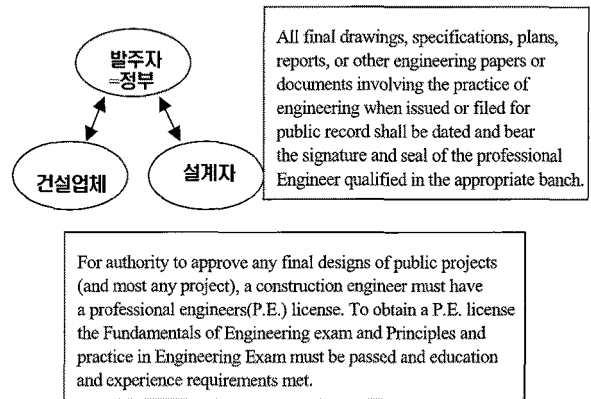 발주자
=정부
건설업체
설계자
All final drawings, specifications, plans,
reports, or other engineering papers or
documents involving the practice of
engineering when issued or filed for
public record shall be dated and bear
the signature and seal of the professional
Engineer qualified in the appropriate banch.
For authority to approve any final designs of public projects
(and most any project), a construction engineer must have
a professional engineers(P.E.) license. To obtain a P.E. license
the Fundamentals of Engineering exam and Principles and
practice in Engineering Exam must be passed and education
and experience requirements met.